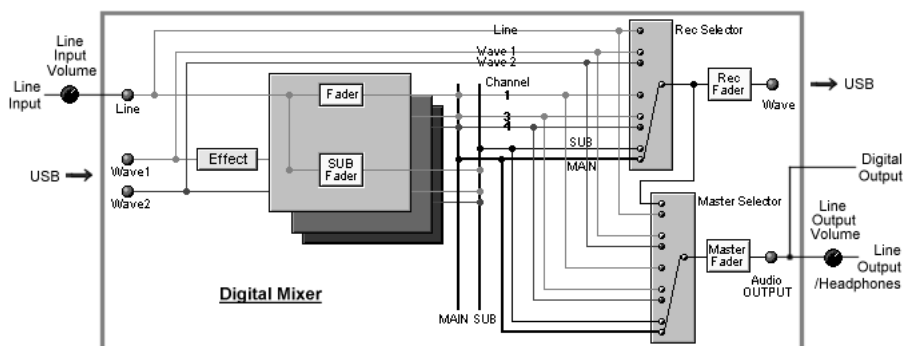 Line
Input
Volume
Line
Input
Line
USB
Wave1
Wave2
Effect
Fader
SUB
Fader
Digital Mixer
Line
Wave 1
Wave 2
Channel
1
3
4
SUB
MAIN
MAIN SUB
Rec Selector
Rec
Fader
Wave
USB
Master Selector
Master
Fader
Audio
OUTPUT
Digital
Output
Line
Output
Volume
Line
Output
/Headphones